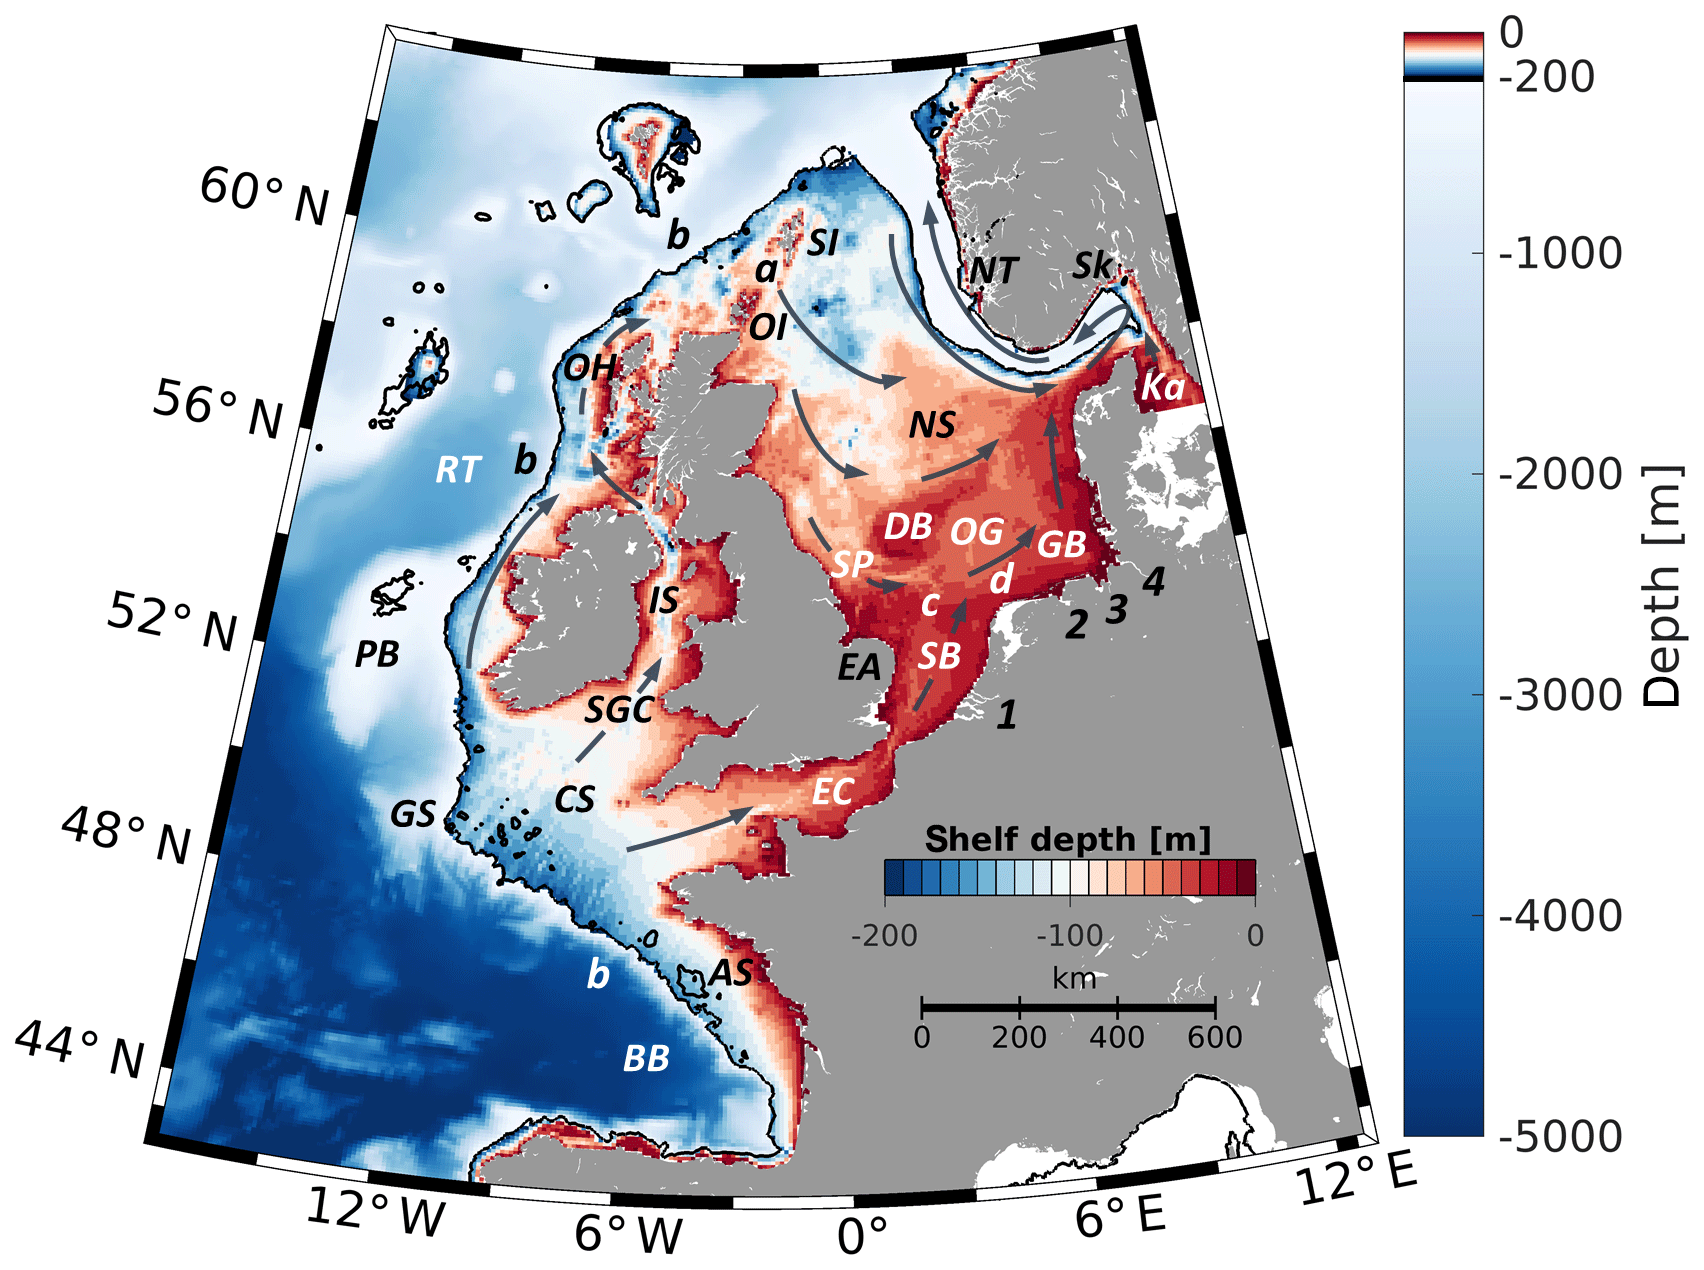 0
-200
-1000
-2000
-3000
-4000
-5000
Depth [m]
60° N
56° N
52° N
48° N
44° N
12° W
6° W
0°
6° E
12° E
b
SI
a
NT
Sk
OI
OH
Ka
NS
RT
b
DB
OG
GB
SP
d
4
IS
c
3
2
PB
EA
SB
SGC
1
GS
CS
EC
Shelf depth [m]
-200
-100
0
km
0
200
400
600
b
AS
BB